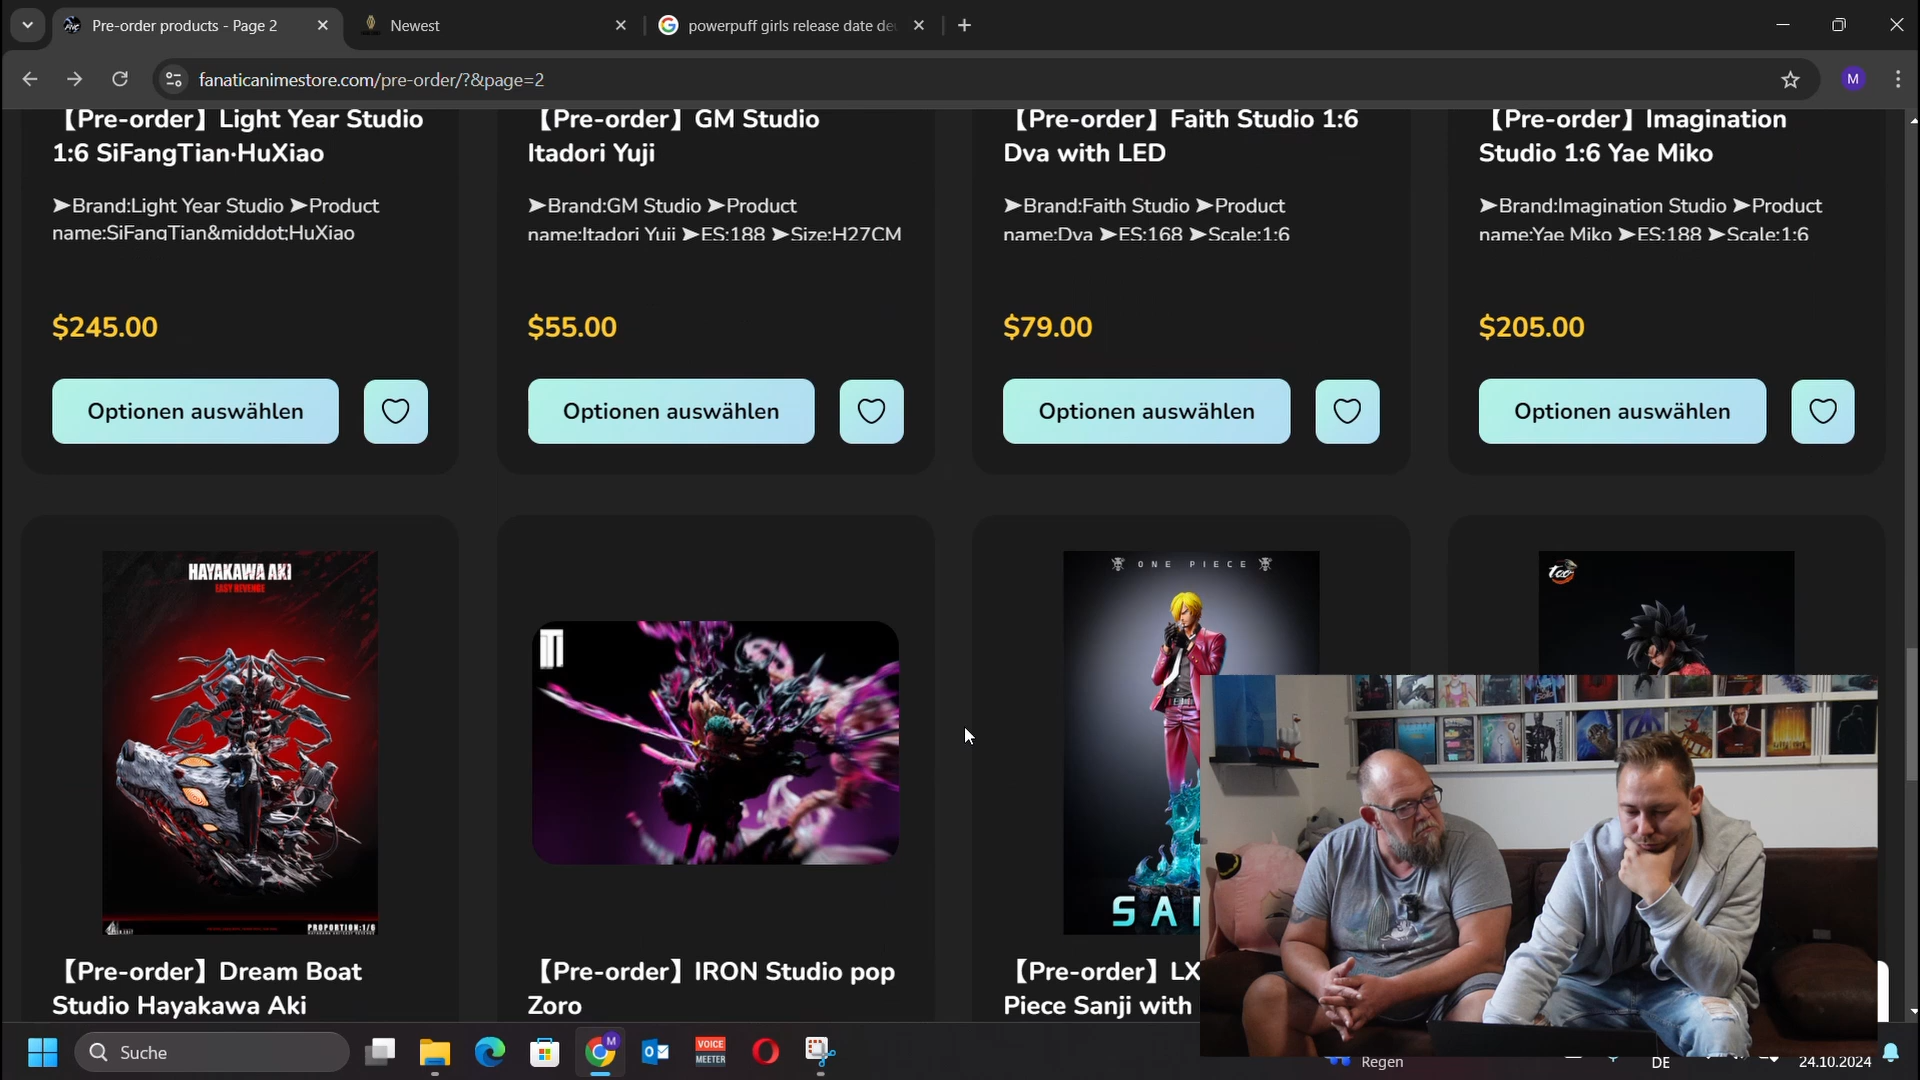 Pre-order products - Page 2
Newest
powerpuff girls release date de
fanaticanimestore.com/pre-order/?&page=2
M
【Pre-order】Light Year Studio
1:6 SiFangTian·HuXiao
➤Brand:Light Year Studio ➤Product
name:SiFangTian&middot;HuXiao
$245.00
Optionen auswählen
【Pre-order】GM Studio
Itadori Yuji
➤Brand:GM Studio ➤Product
name:Itadori Yuji ➤ES:188 ➤Size:H27CM
$55.00
Optionen auswählen
【Pre-order】Faith Studio 1:6
Dva with LED
➤Brand:Faith Studio ➤Product
name:Dva ➤ES:168 ➤Scale:1:6
$79.00
Optionen auswählen
【Pre-order】Imagination
Studio 1:6 Yae Miko
➤Brand:Imagination Studio ➤Product
name:Yae Miko ➤ES:188 ➤Scale:1:6
$205.00
Optionen auswählen
HAYAKAWA AKI
EASY REVENGE
PROPORTION:1/6
【Pre-order】Dream Boat
Studio Hayakawa Aki
【Pre-order】IRON Studio pop
Zoro
ONE PIECE
SA
【Pre-order】LX
Piece Sanji with
Suche
M
VOICE
MEETER
Regen
DE
24.10.2024